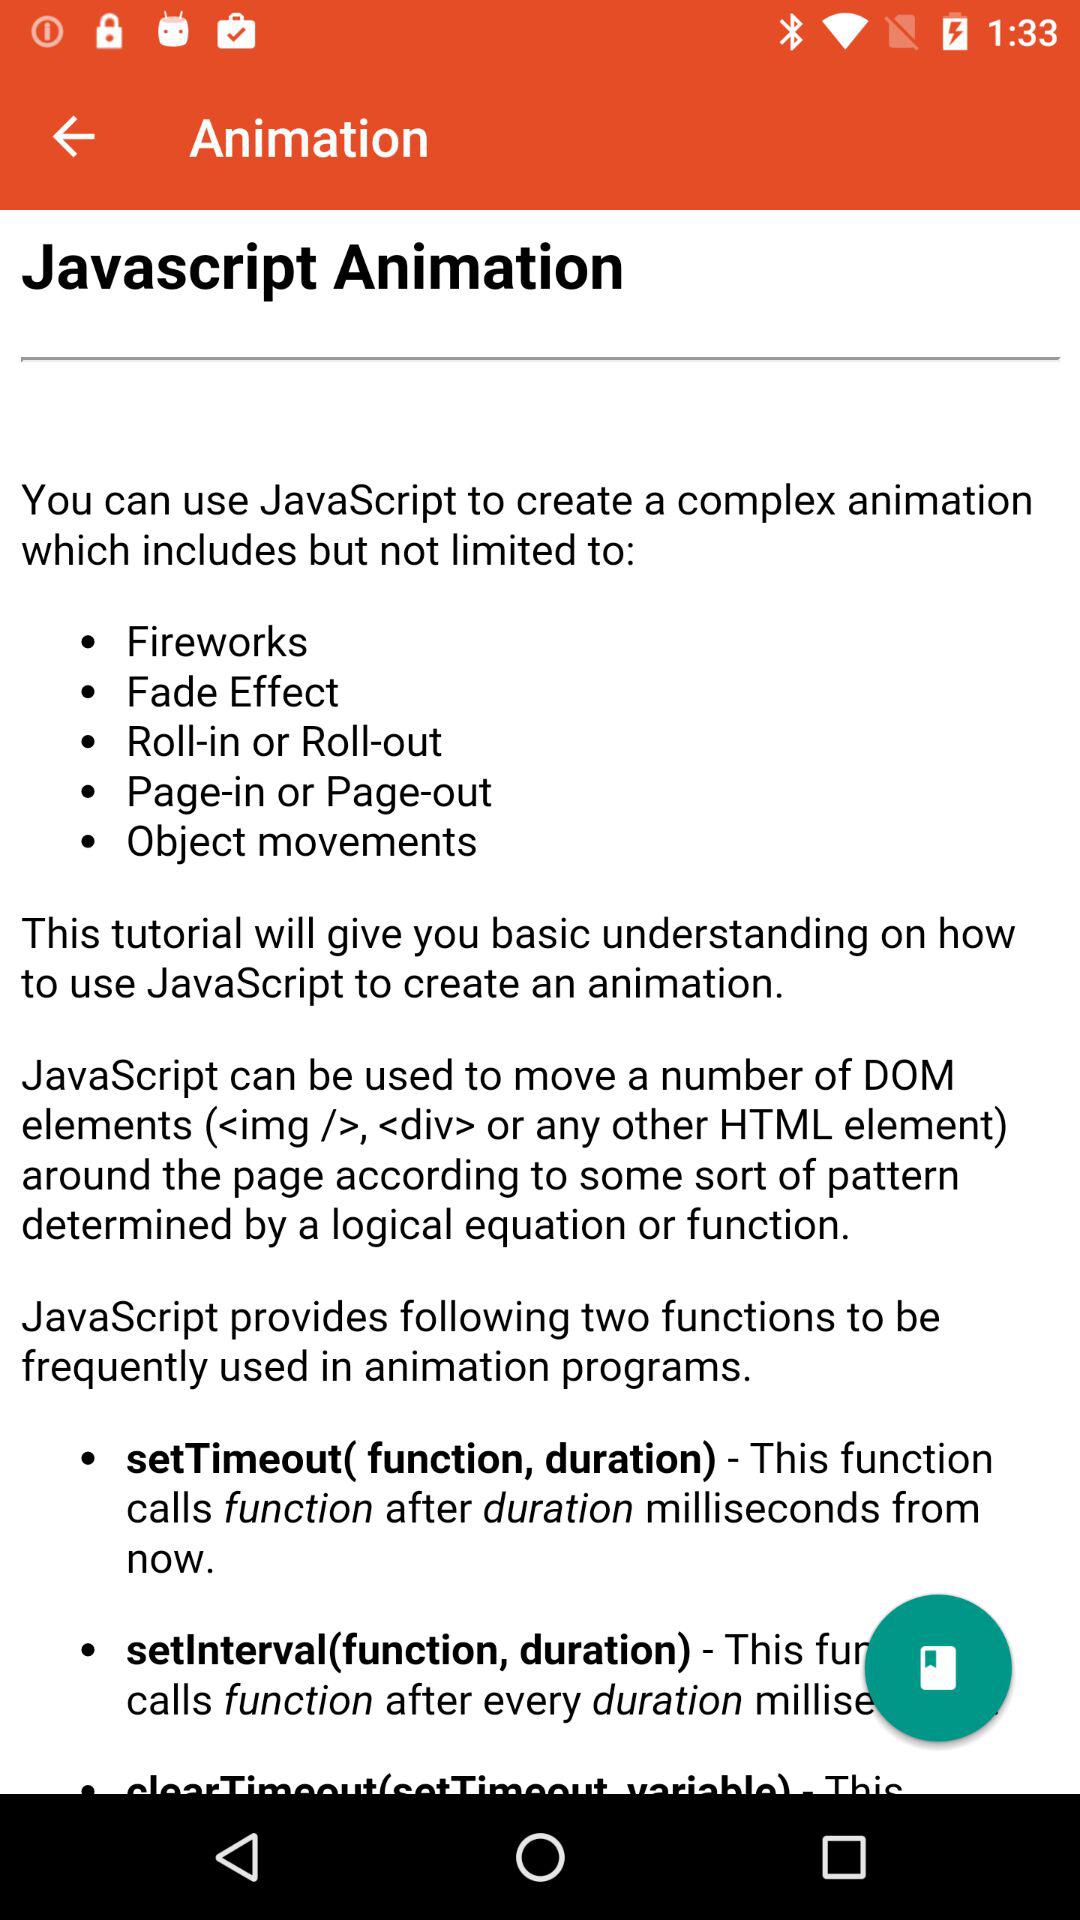 1:33
Animation
Javascript Animation
You can use JavaScript to create a complex animation
which includes but not limited to:
• Fireworks
• Fade Effect
• Roll-in or Roll-out
• Page-in or Page-out
• Object movements
This tutorial will give you basic understanding on how
to use JavaScript to create an animation.
JavaScript can be used to move a number of DOM
elements (<img />, <div> or any other HTML element)
around the page according to some sort of pattern
determined by a logical equation or function.
JavaScript provides following two functions to be
frequently used in animation programs.
• setTimeout( function, duration) - This function
calls function after duration milliseconds from
now.
• setInterval(function, duration) - This fun
calls function after every duration millise
• clearTimeout(setTimeout_variable) - This